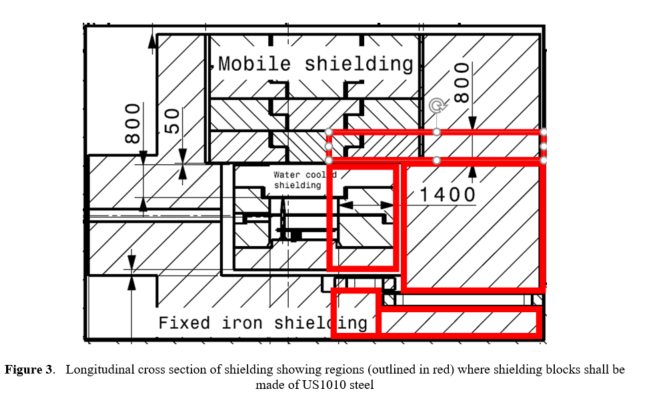 Mobile shielding
800
800
50
Water cooled
shielding
1400
Fixed iron shielding
Figure 3. Longitudinal cross section of shielding showing regions (outlined in red) where shielding blocks shall be
made of US1010 steel